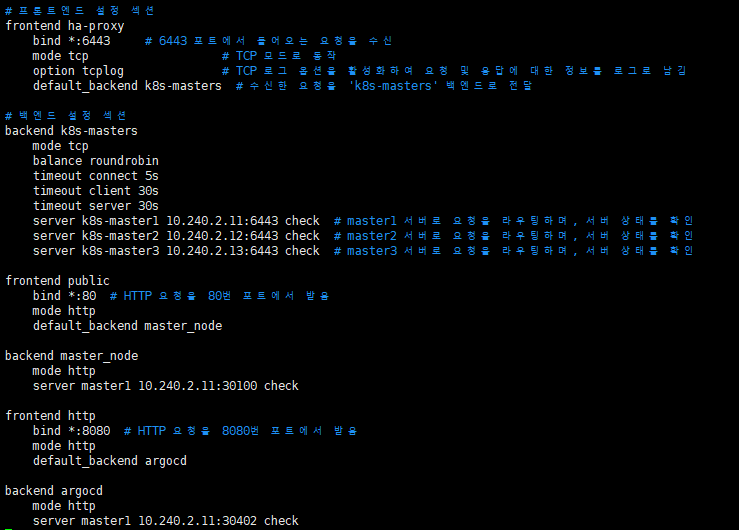 # 프론트엔드 설정 섹션
frontend ha-proxy
    bind *:6443     # 6443 포트에서 들어오는 요청을 수신
    mode tcp                   # TCP 모드로 동작
    option tcplog              # TCP 로그 옵션을 활성화하여 요청 및 응답에 대한 정보를 로그로 남김
    default_backend k8s-masters  # 수신한 요청을 'k8s-masters' 백엔드로 전달
# 백엔드 설정 섹션
backend k8s-masters
    mode tcp
    balance roundrobin
    timeout connect 5s
    timeout client 30s
    timeout server 30s
    server k8s-master1 10.240.2.11:6443 check  # master1 서버로 요청을 라우팅하며, 서버 상태를 확인
    server k8s-master2 10.240.2.12:6443 check  # master2 서버로 요청을 라우팅하며, 서버 상태를 확인
    server k8s-master3 10.240.2.13:6443 check  # master3 서버로 요청을 라우팅하며, 서버 상태를 확인
frontend public
    bind *:80  # HTTP 요청을 80번 포트에서 받음
    mode http
    default_backend master_node
backend master_node
    mode http
    server master1 10.240.2.11:30100 check
frontend http
    bind *:8080  # HTTP 요청을 8080번 포트에서 받음
    mode http
    default_backend argocd
backend argocd
    mode http
    server master1 10.240.2.11:30402 check